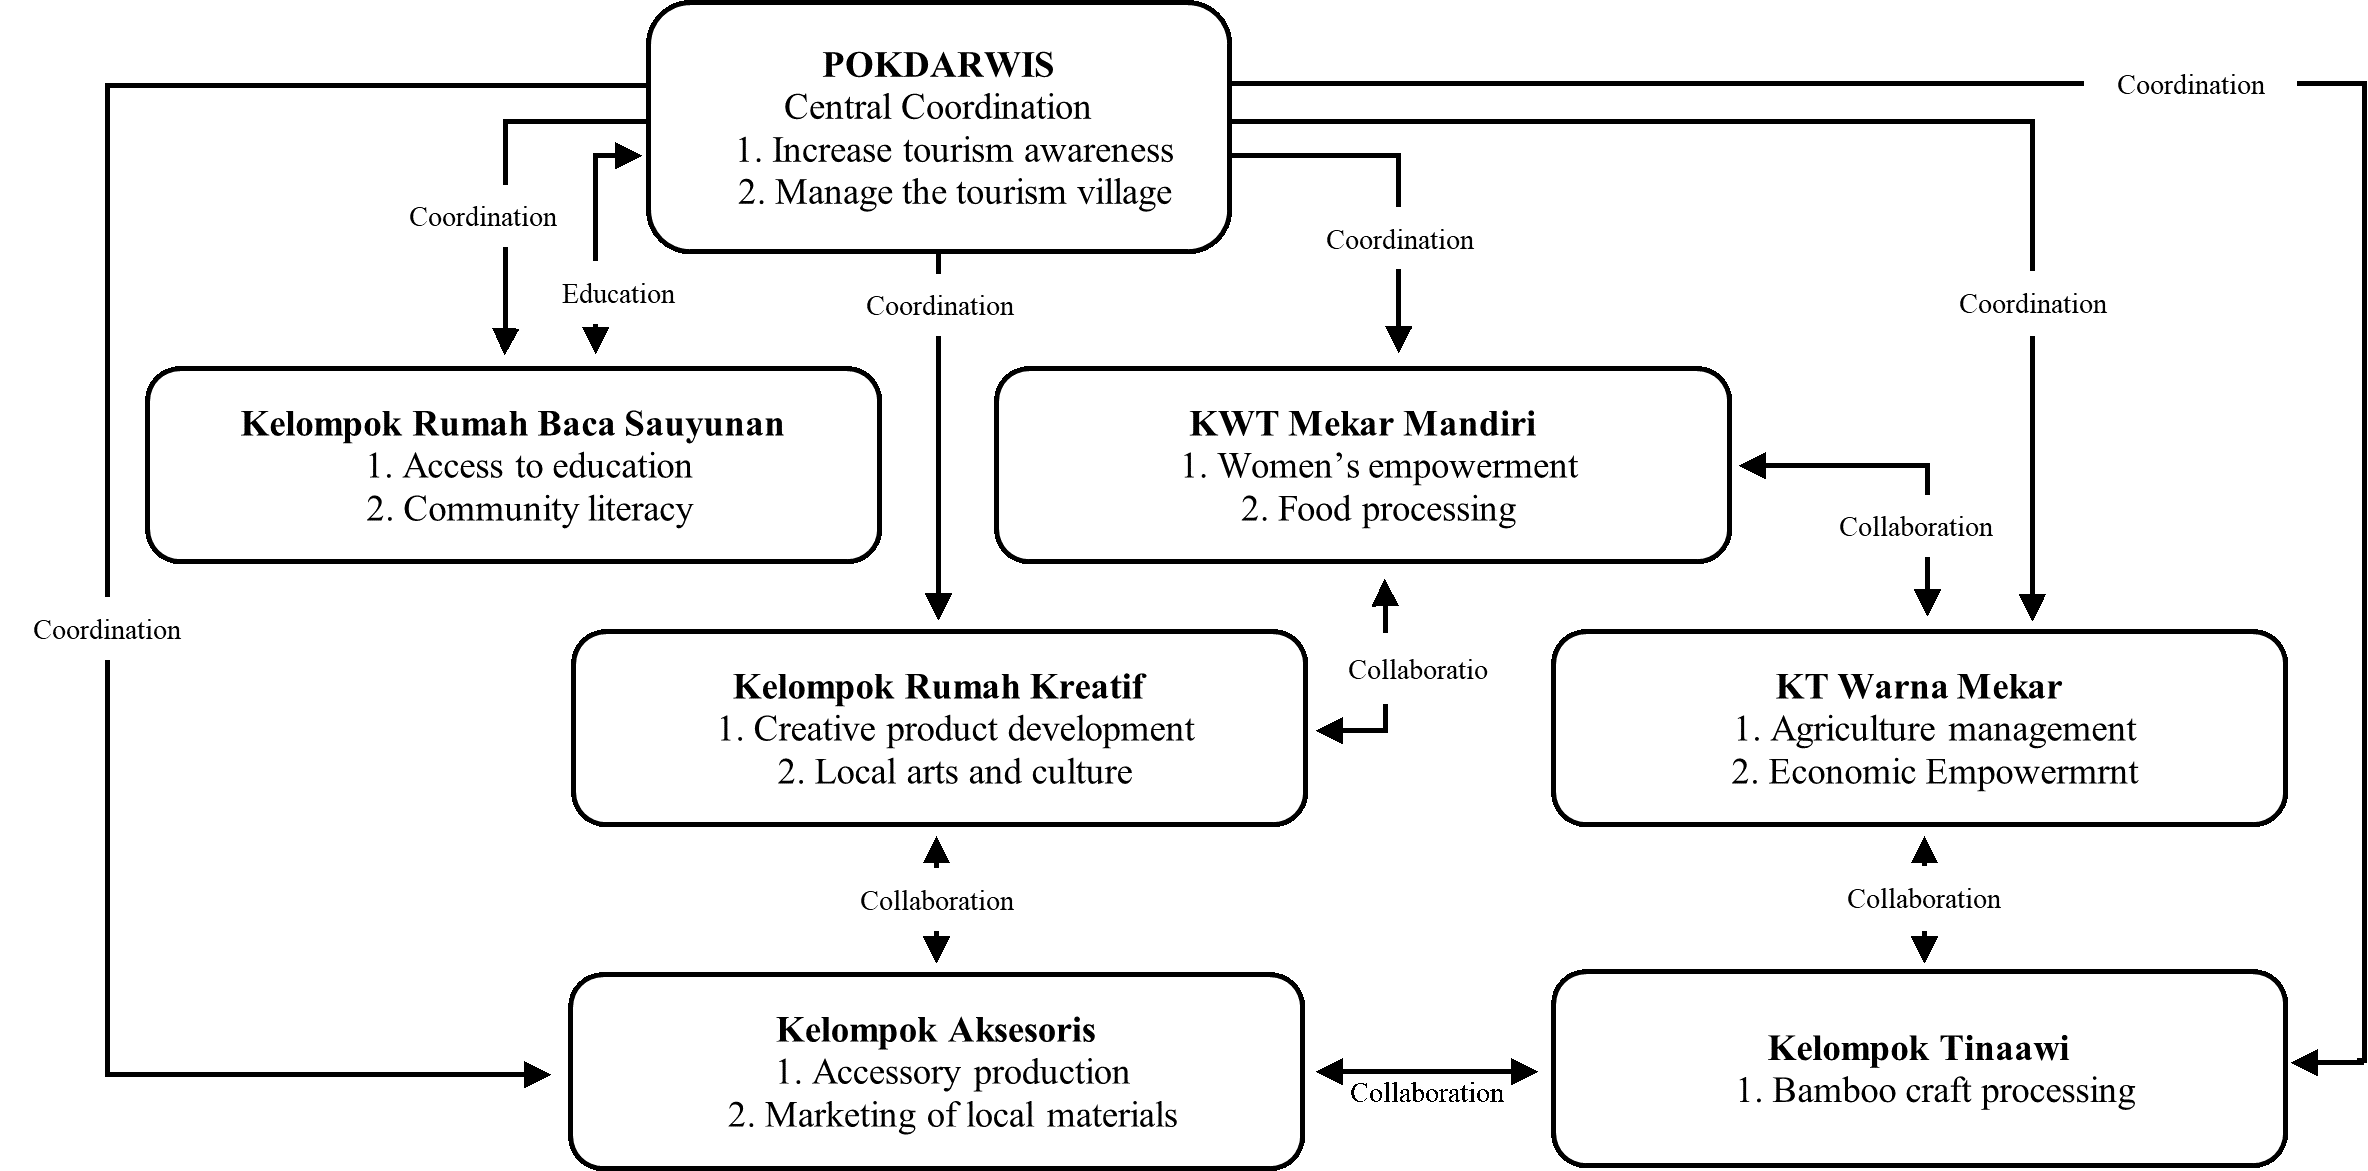 POKDARWIS
Central Coordination
1. Increase tourism awareness
2. Manage the tourism village
Coordination
Coordination
Education
Coordination
Coordination
Coordination
Kelompok Rumah Baca Sauyunan
1. Access to education
2. Community literacy
KWT Mekar Mandiri
1. Women’s empowerment
2. Food processing
Collaboration
Coordination
Collaboratio
Kelompok Rumah Kreatif
1. Creative product development
2. Local arts and culture
KT Warna Mekar
1. Agriculture management
2. Economic Empowermrnt
Collaboration
Collaboration
Kelompok Aksesoris
1. Accessory production
2. Marketing of local materials
Collaboration
Kelompok Tinaawi
1. Bamboo craft processing